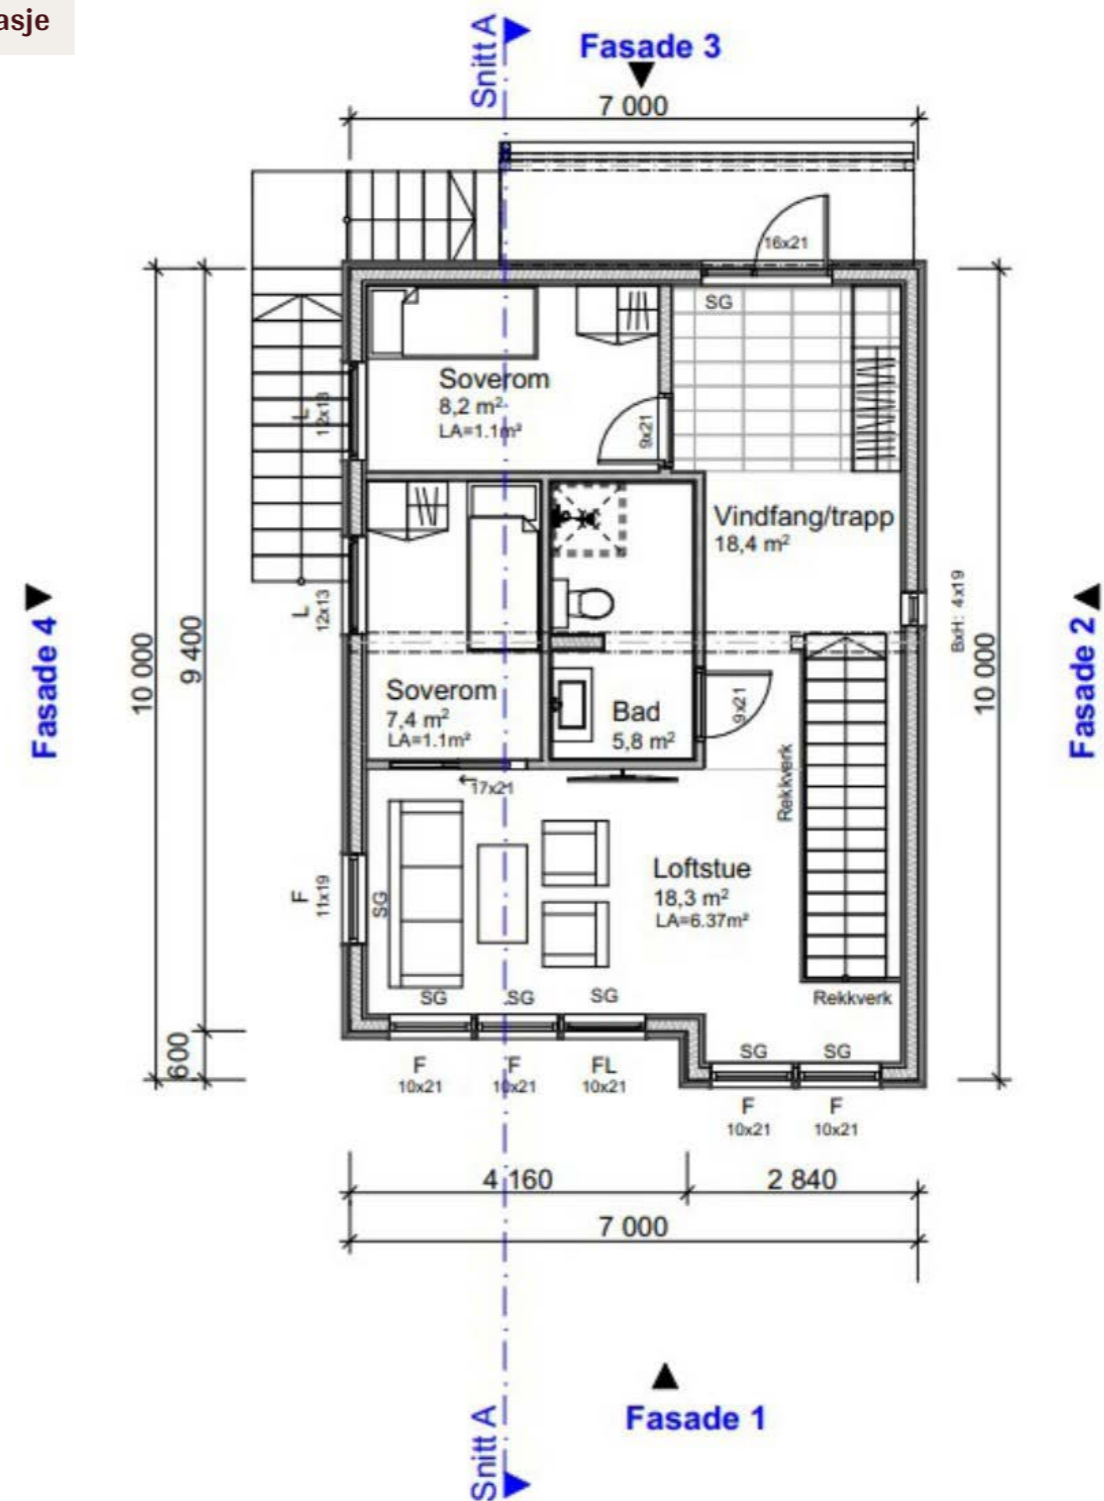 asje
Snitt A
Fasade 3
7 000
16x21
SG
Soverom
8,2 m²
LA=1.1m²
9x21
L
12x13
Vindfang/trapp
18,4 m²
L
12x13
BxH: 4x19
Fasade 4
10 000
9 400
10 000
Fasade 2
Soverom
7,4 m²
LA=1.1m²
Bad
5,8 m²
9x21
17x21
Rekkverk
Loftstue
18,3 m²
LA=6.37m²
F
11x19
SG
SG
SG
SG
Rekkverk
600
SG
SG
F
10x21
F
10x21
FL
10x21
F
10x21
F
10x21
4 160
2 840
7 000
Fasade 1
Snitt A